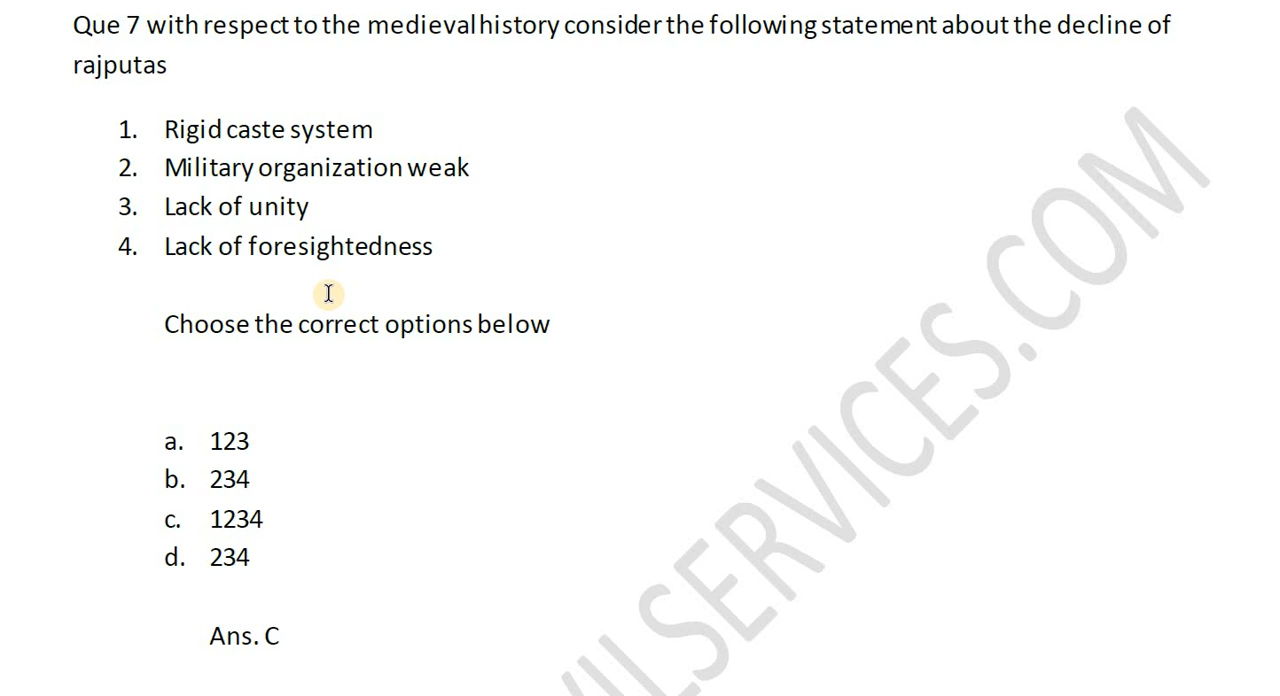 Que 7 with respect to the medieval history consider the following statement about the decline of
rajputas
1. Rigid caste system
2. Military organization weak
3. Lack of unity
4. Lack of foresightedness
Choose the correct options below
a. 123
b. 234
c. 1234
d. 234
Ans. C
VILSERVICES.COM